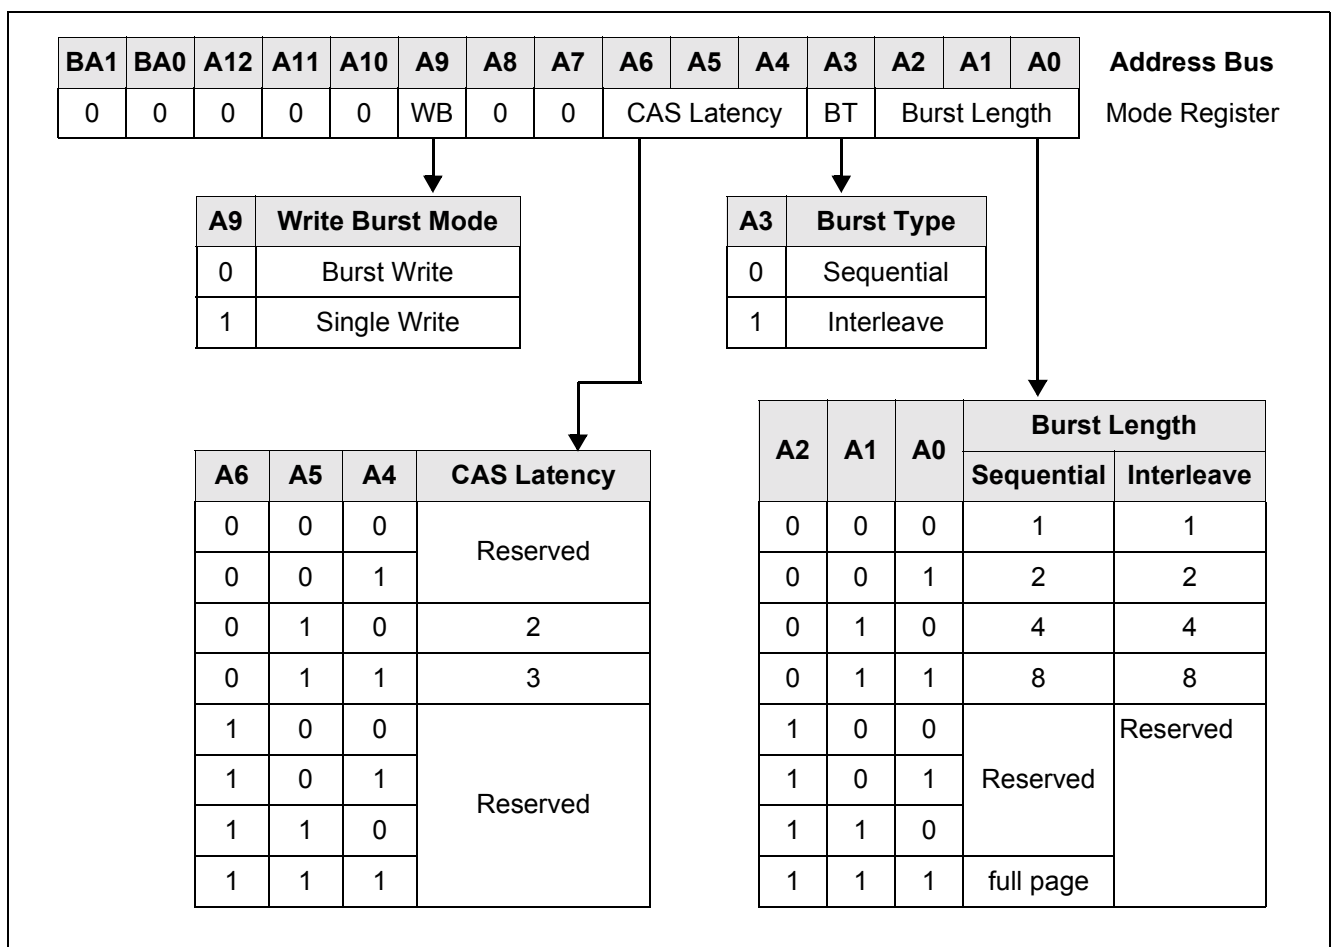 BA1 BA0 A12 A11 A10 A9 A8 A7 A6 A5 A4 A3 A2 A1 A0 Address Bus
0 0 0 0 0 WB 0 0 CAS Latency BT Burst Length Mode Register
A9 Write Burst Mode
0 Burst Write
1 Single Write
A3 Burst Type
0 Sequential
1 Interleave
A6 A5 A4 CAS Latency
0 0 0 Reserved
0 0 1
0 1 0 2
0 1 1 3
1 0 0 Reserved
1 0 1
1 1 0
1 1 1
A2 A1 A0 Burst Length
Sequential Interleave
0 0 0 1 1
0 0 1 2 2
0 1 0 4 4
0 1 1 8 8
1 0 0 Reserved
1 0 1 Reserved
1 1 0
1 1 1 full page